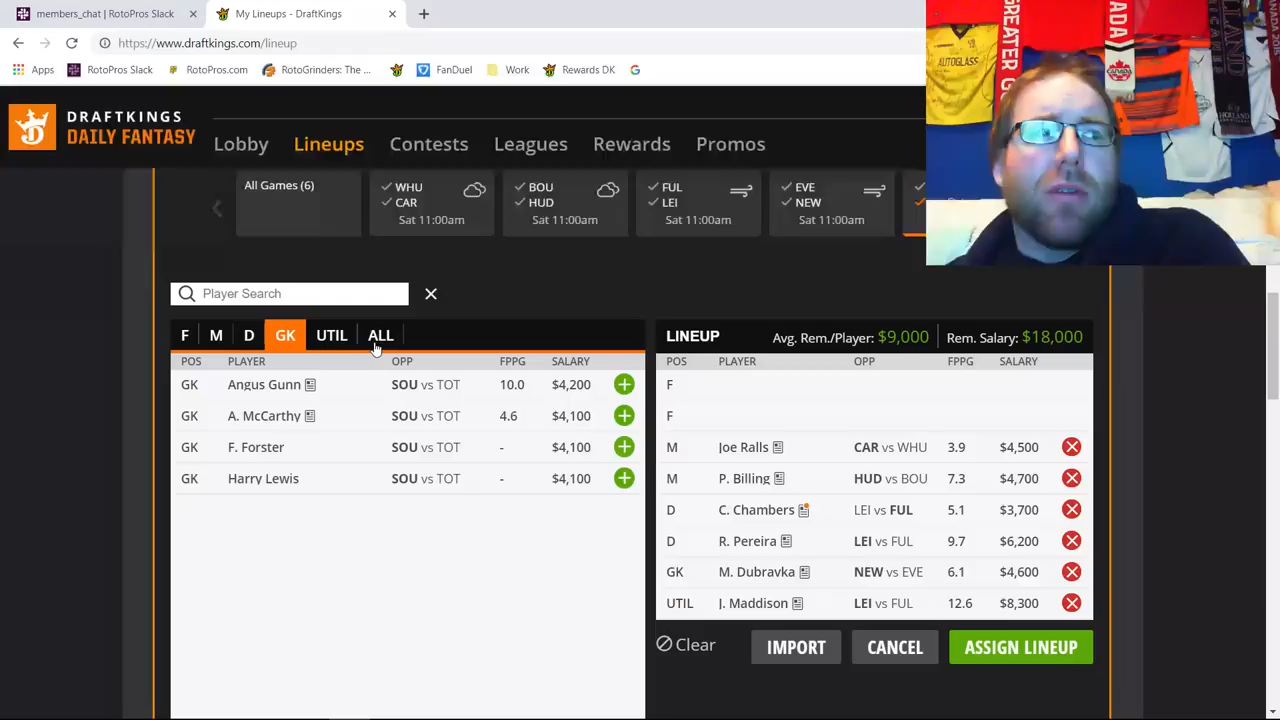 members_chat | RotoPros Slack
My Lineups - DraftKings
https://www.draftkings.com/lineup
Apps
RotoPros Slack
RotoPros.com
RotoGrinders: The ...
FanDuel
Work
Rewards DK
DRAFTKINGS
DAILY FANTASY
Lobby
Lineups
Contests
Leagues
Rewards
Promos
All Games (6)
WHU
CAR
Sat 11:00am
BOU
HUD
Sat 11:00am
FUL
LEI
Sat 11:00am
EVE
NEW
Sat 11:00am
Player Search
F M D GK UTIL ALL
POS PLAYER OPP FPPG SALARY
GK Angus Gunn SOU vs TOT 10.0 $4,200
GK A. McCarthy SOU vs TOT 4.6 $4,100
GK F. Forster SOU vs TOT - $4,100
GK Harry Lewis SOU vs TOT - $4,100
LINEUP Avg. Rem./Player: $9,000 Rem. Salary: $18,000
POS PLAYER OPP FPPG SALARY
F
F
M Joe Ralls CAR vs WHU 3.9 $4,500
M P. Billing HUD vs BOU 7.3 $4,700
D C. Chambers LEI vs FUL 5.1 $3,700
D R. Pereira LEI vs FUL 9.7 $6,200
GK M. Dubravka NEW vs EVE 6.1 $4,600
UTIL J. Maddison LEI vs FUL 12.6 $8,300
Clear IMPORT CANCEL ASSIGN LINEUP
AUTOGLASS
GREATER G